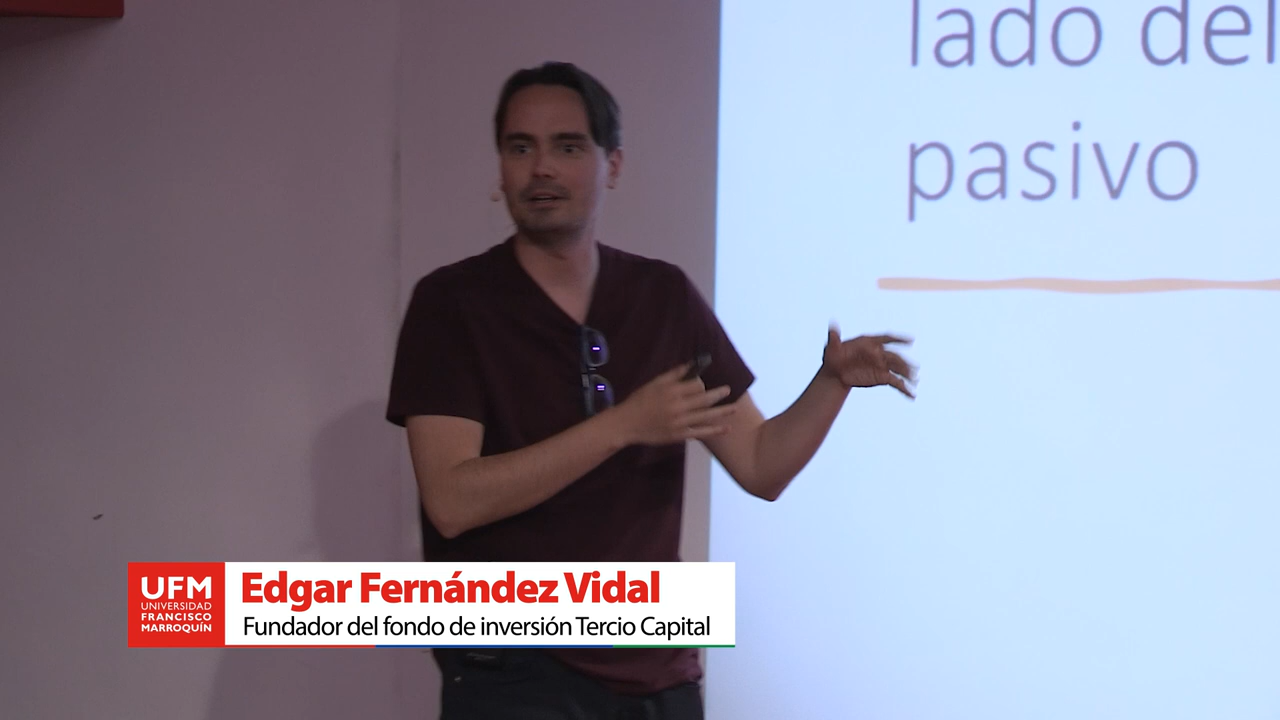 lado del
pasivo
UFM
UNIVERSIDAD
FRANCISCO
MARROQUÍN
Edgar Fernández Vidal
Fundador del fondo de inversión Tercio Capital